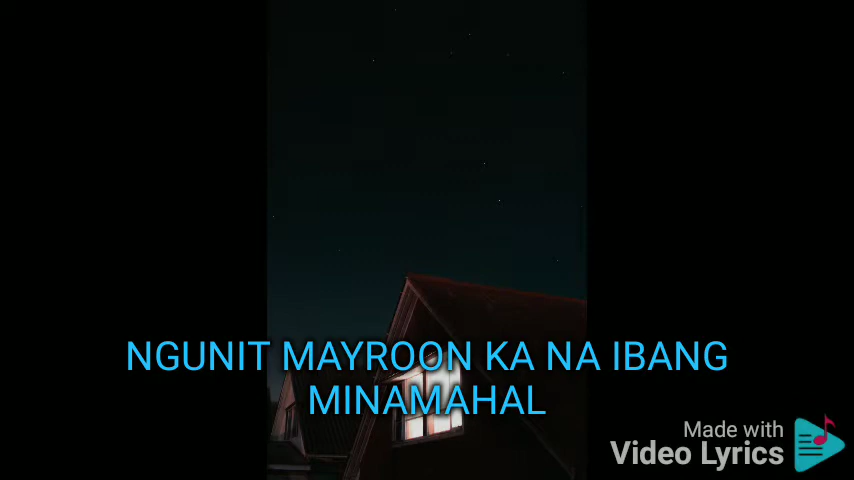 NGUNIT MAYROON KA NA IBANG
MINAMAHAL
Made with
Video Lyrics